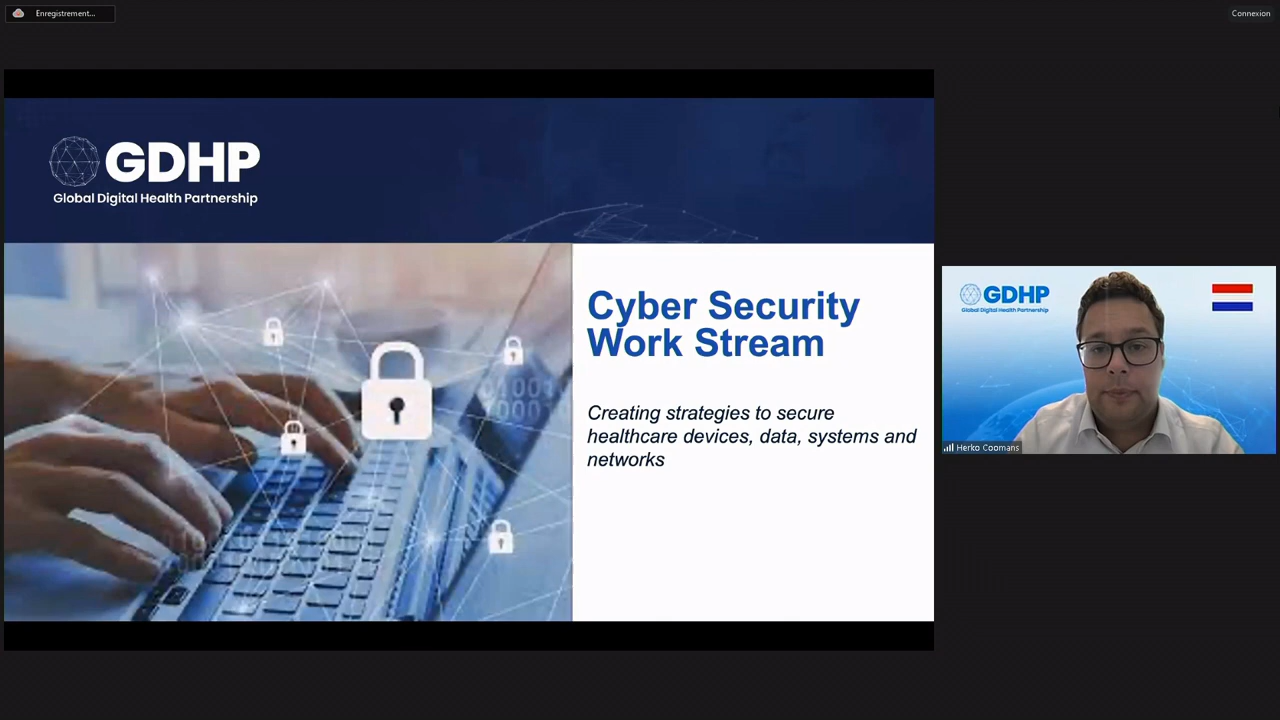 Enregistrement...
Connexion
GDHP
Global Digital Health Partnership
Cyber Security
Work Stream
Creating strategies to secure
healthcare devices, data, systems and
networks
GDHP
Global Digital Health Partnership
Herko Coomans